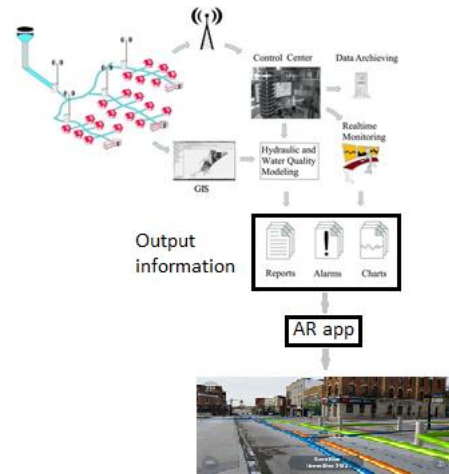 Control Center
Data Archieving
Realtime
Monitoring
Hydraulic and
Water Quality
Modeling
GIS
Output
information
Reports
Alarms
Charts
AR app